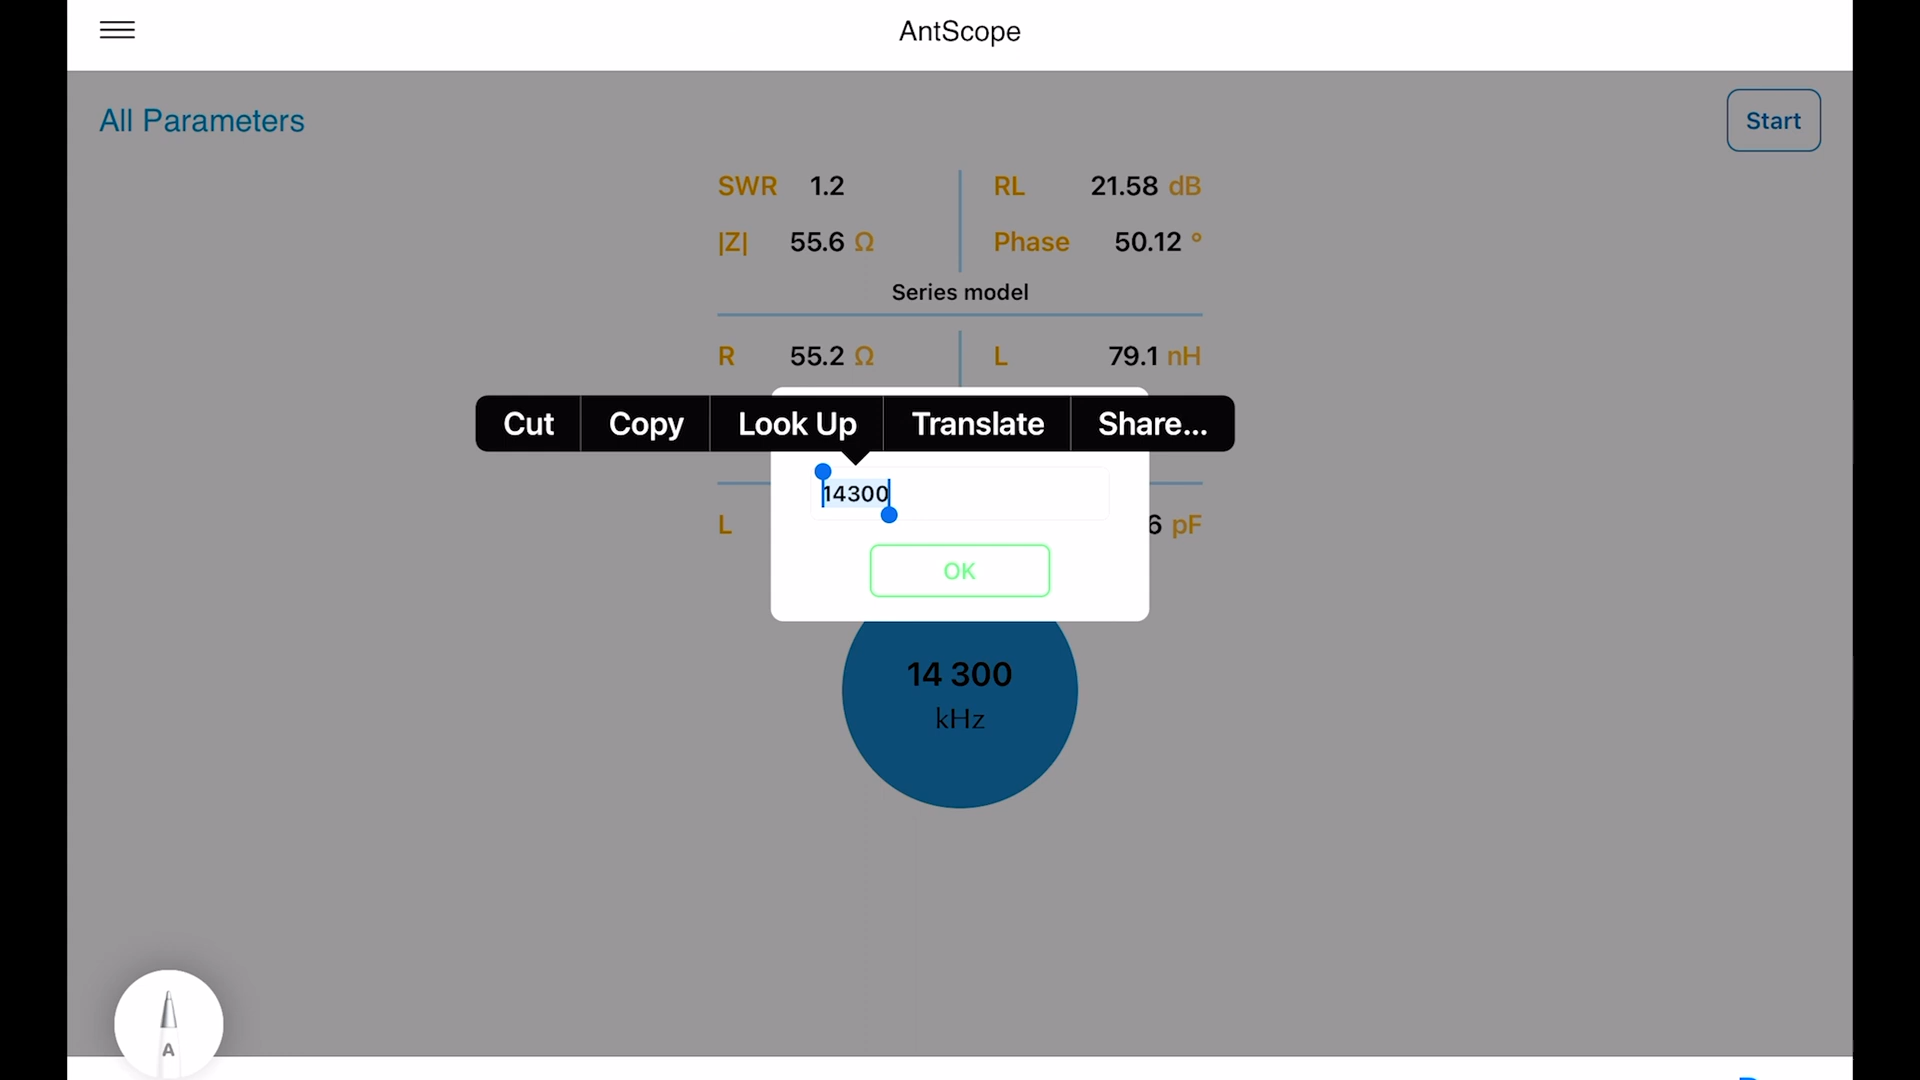 AntScope
All Parameters
Start
SWR 1.2 RL 21.58 dB
|Z| 55.6 Ω Phase 50.12 °
Series model
R 55.2 Ω L 79.1 nH
Cut Copy Look Up Translate Share...
14300
L 6 pF
OK
14 300
kHz
A